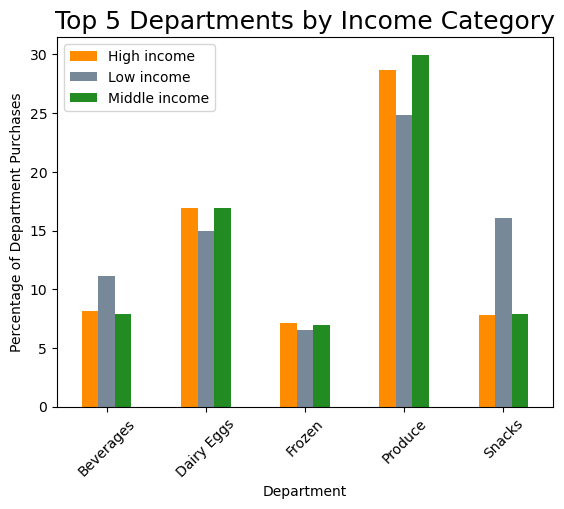 Top 5 Departments by Income Category
High income
Low income
Middle income
Percentage of Department Purchases
30
25
20
15
10
5
0
Beverages
Dairy Eggs
Frozen
Produce
Snacks
Department